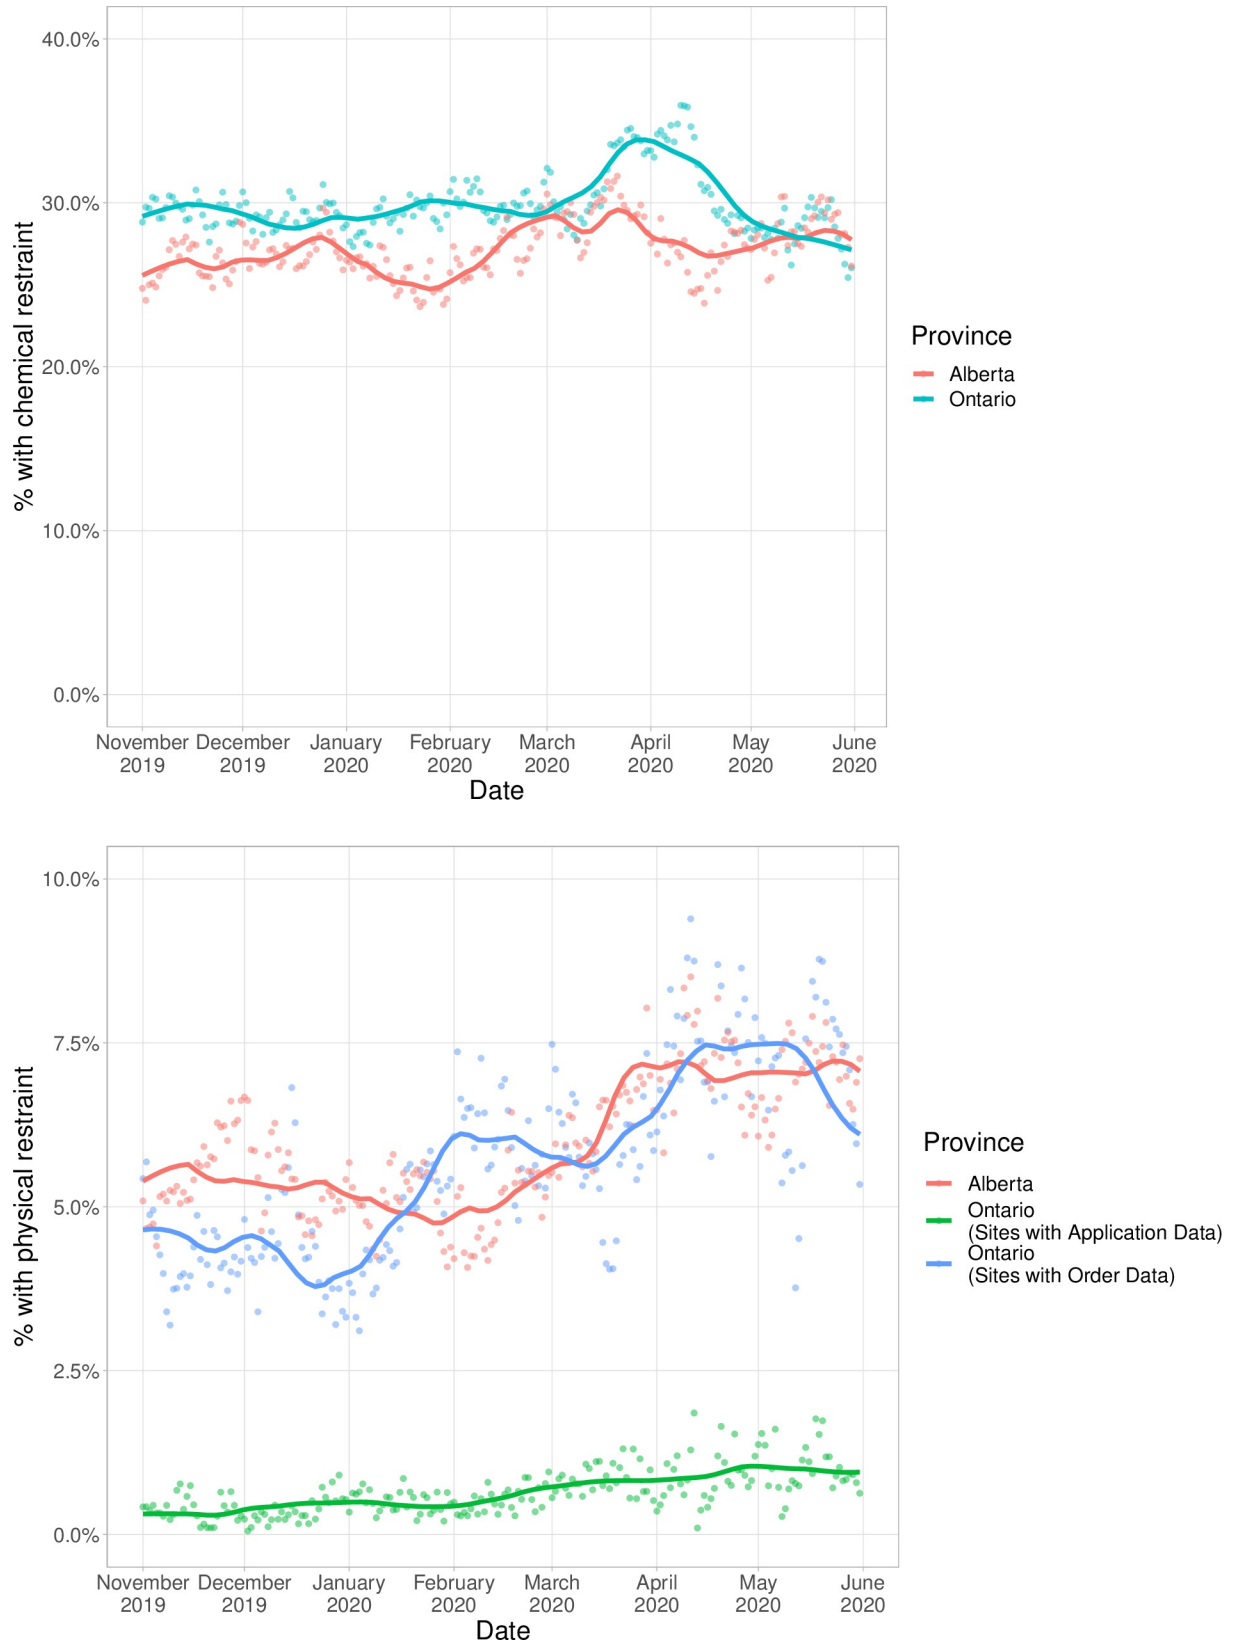 40.0%
30.0%
20.0%
10.0%
0.0%
% with chemical restraint
November December January February March April May June
2019 2019 2020 2020 2020 2020 2020 2020
Date
Province
Alberta
Ontario
10.0%
7.5%
5.0%
2.5%
0.0%
% with physical restraint
November December January February March April May June
2019 2019 2020 2020 2020 2020 2020 2020
Date
Province
Alberta
Ontario
(Sites with Application Data)
Ontario
(Sites with Order Data)